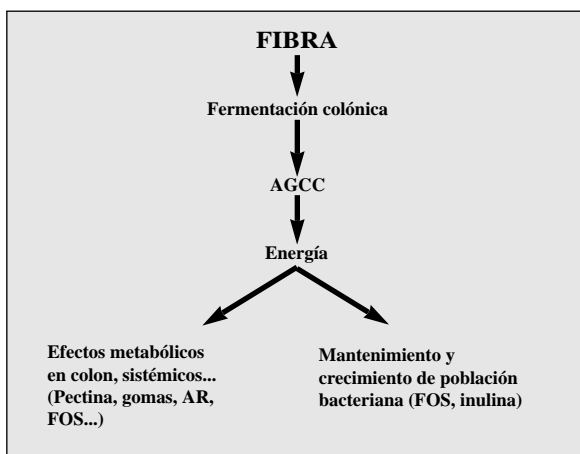 FIBRA
Fermentación colónica
AGCC
Energía
Efectos metabólicos
en colon, sistémicos...
(Pectina, gomas, AR,
FOS...)
Mantenimiento y
crecimiento de población
bacteriana (FOS, inulina)